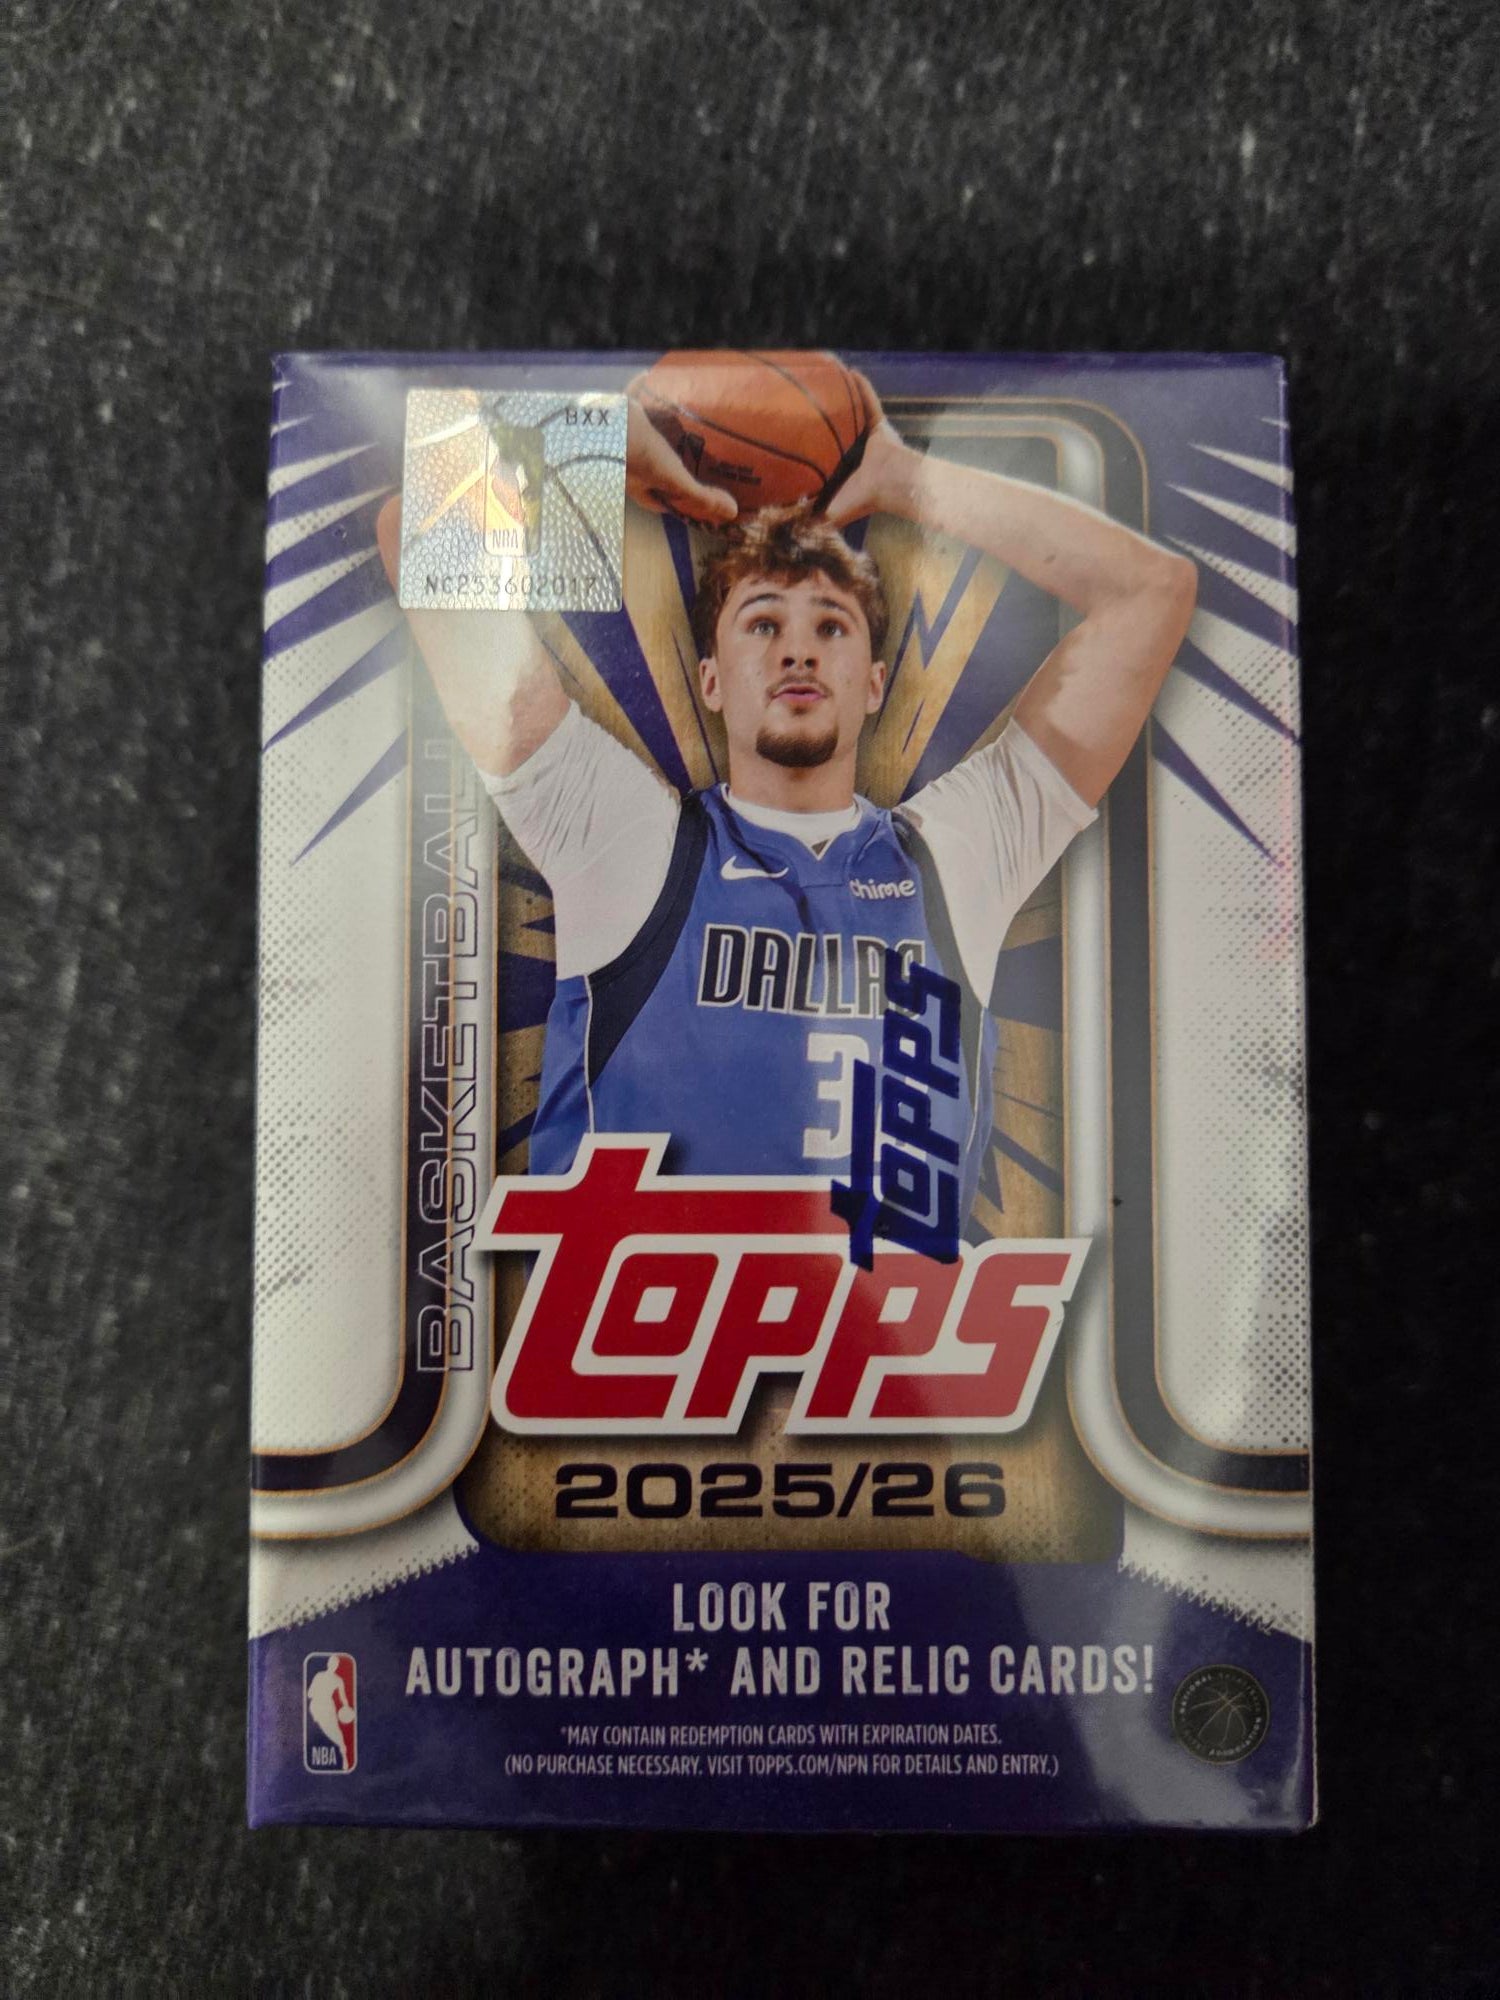 BXX
NBA
NC253602017
BASKETBALL
chime
DALLAS
3
topps
topps
2025/26
LOOK FOR
AUTOGRAPH* AND RELIC CARDS!
*MAY CONTAIN REDEMPTION CARDS WITH EXPIRATION DATES.
(NO PURCHASE NECESSARY. VISIT TOPPS.COM/NPN FOR DETAILS AND ENTRY.)
NBA